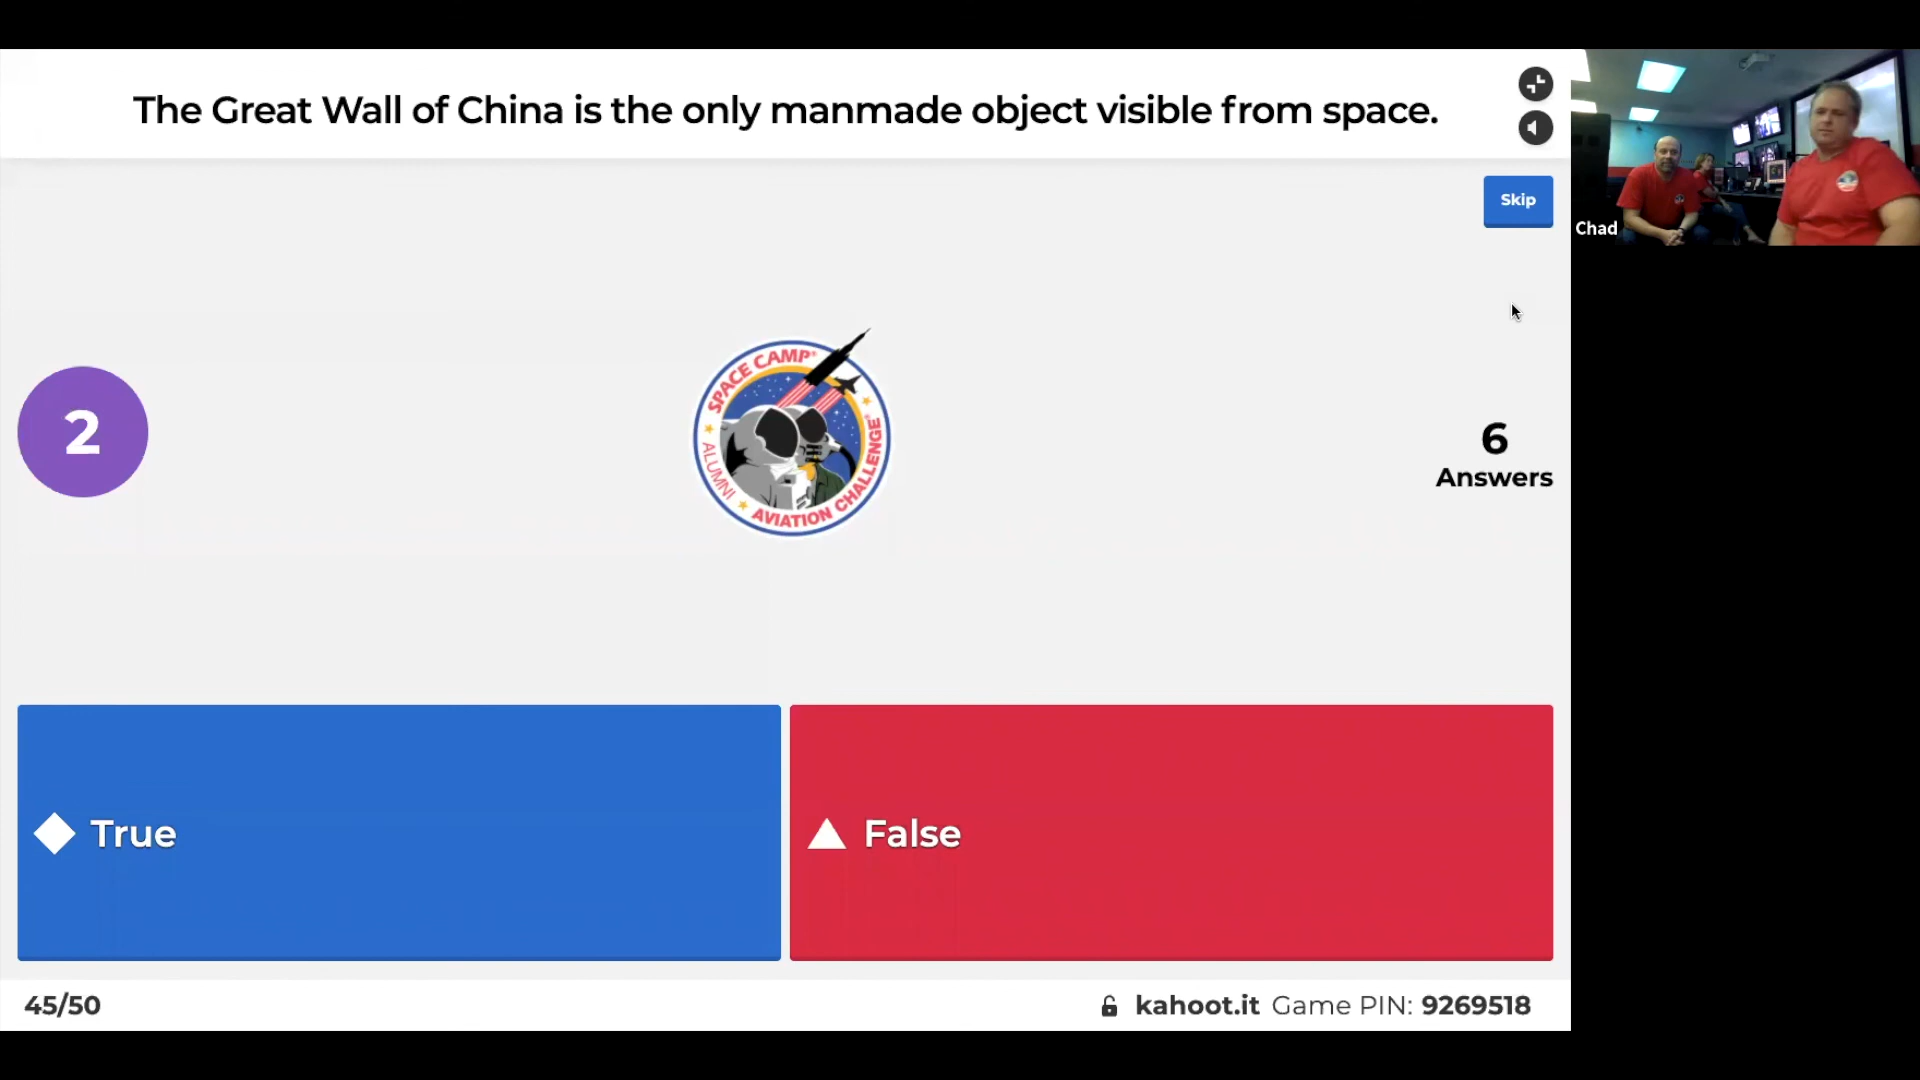 The Great Wall of China is the only manmade object visible from space.
Skip
Chad
2
SPACE CAMP®
ALUMNI
AVIATION CHALLENGE®
6
Answers
True
False
45/50
kahoot.it Game PIN: 9269518